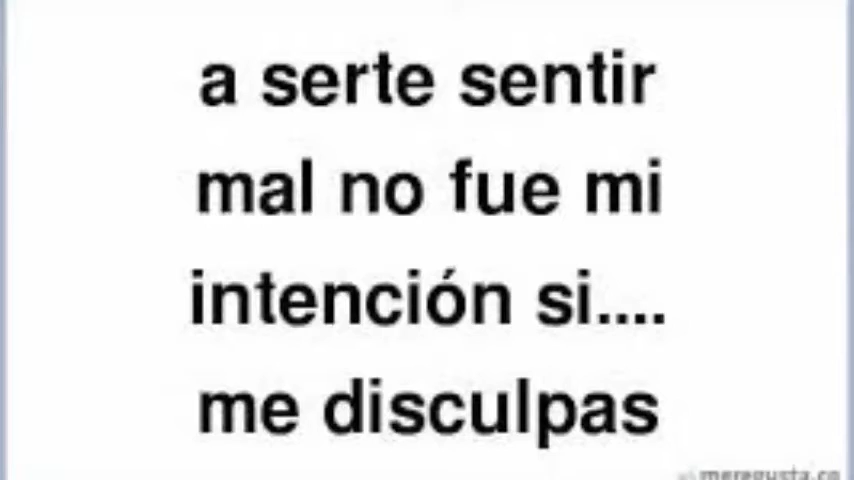 a serte sentir
mal no fue mi
intención si....
me disculpas